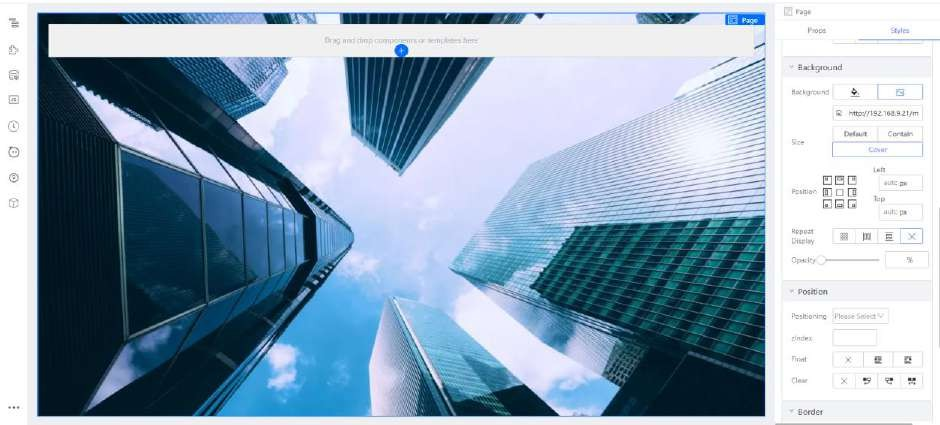 Page
Drag and drop components or templates here
Page
Props
Styles
Background
Background
http://192.168.9.21/m
Size
Default
Contain
Cover
Left
Position
auto px
Top
auto px
Repeat
Display
Opacity
%
Position
Positioning
Please Select
zIndex
Float
Clear
Border